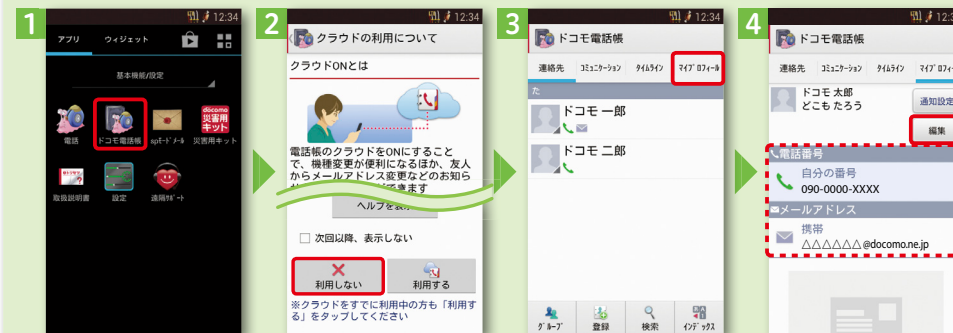 1
12:34
アプリ
ウィジェット
基本機能/設定
電話
ドコモ電話帳
spモードメール
docomo
災害用
キット
災害用キット
取扱説明書
設定
遠隔サポート
2
12:34
クラウドの利用について
クラウドONとは
電話帳のクラウドをONにすること
で、機種変更が便利になるほか、友人
からメールアドレス変更などのお知ら
できます
ヘルプを表
次回以降、表示しない
利用しない
利用する
※クラウドをすでに利用中の方も「利用す
る」をタップしてください
3
12:34
ドコモ電話帳
連絡先
コミュニケーション
タイムライン
マイプロフィール
た
ドコモ 一郎
ドコモ 二郎
グループ
登録
検索
インデックス
4
12:3
ドコモ電話帳
連絡先
コミュニケーション
タイムライン
マイプロフィール
ドコモ 太郎
どこも たろう
通知設定
編集
電話番号
自分の番号
090-0000-XXXX
メールアドレス
携帯
△△△△△△@docomo.ne.jp